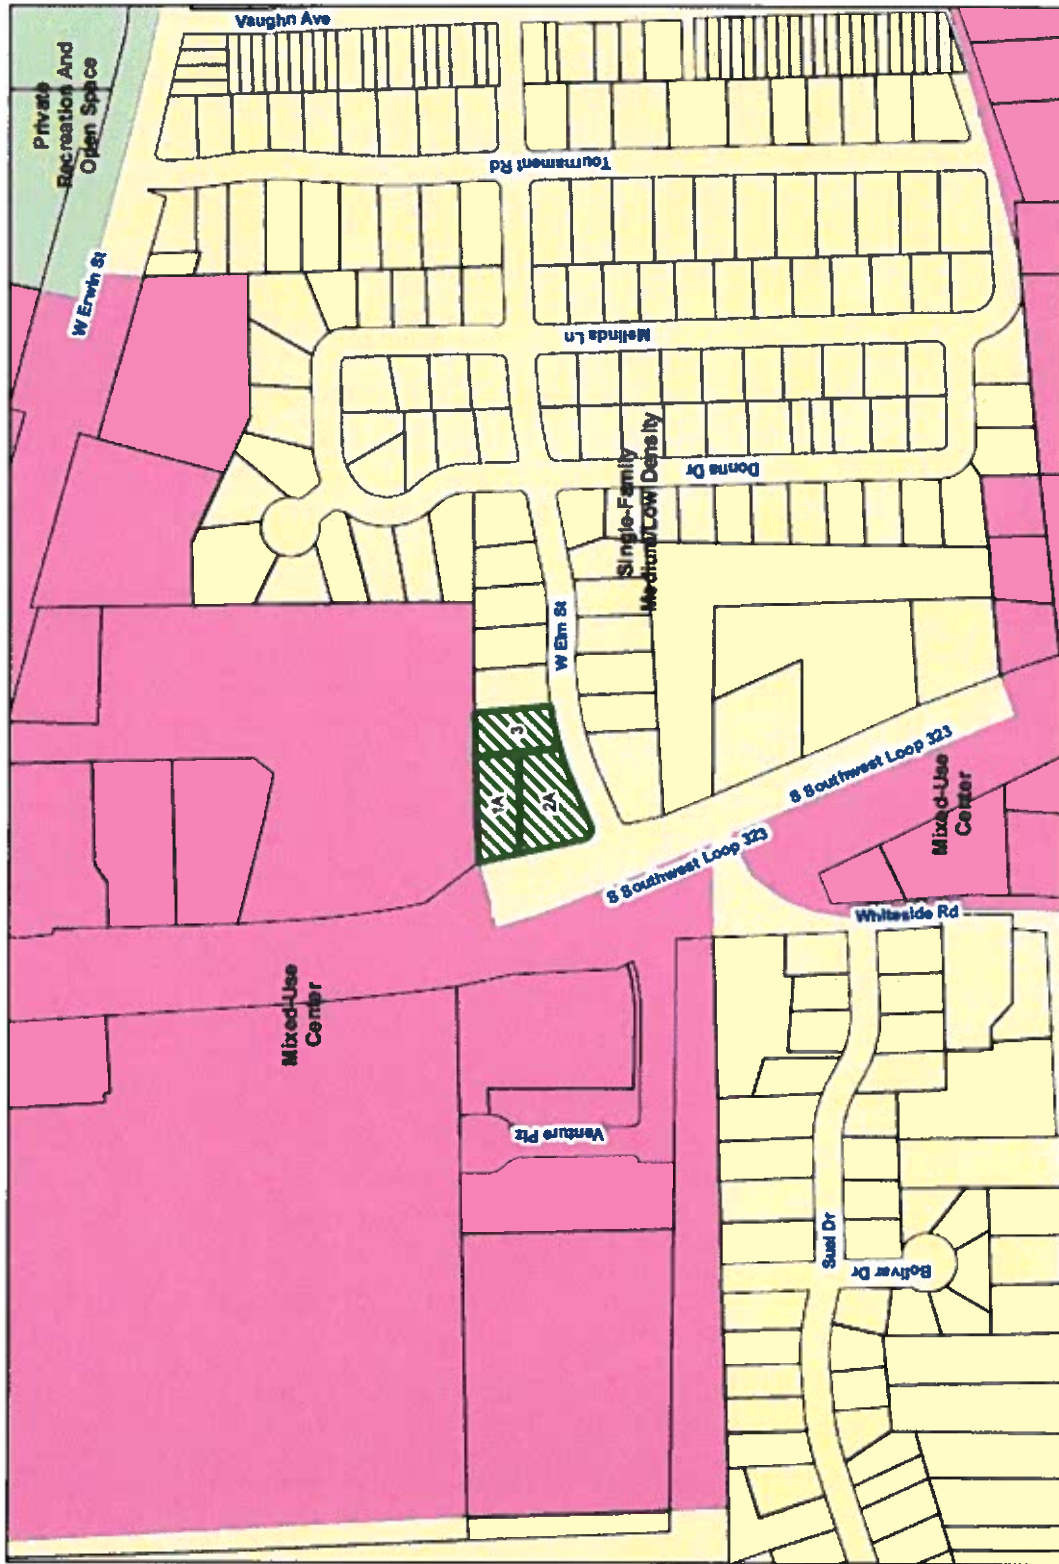 Private
Recreation And
Open Space
Vaughn Ave
W Erwin St
Tournament Rd
Melinda Ln
Donna Dr
Single-Family
Medium/Low Density
W Elm St
3
1A
2A
S Southwest Loop 323
S Southwest Loop 323
Mixed-Use
Center
Mixed-Use
Center
Whiteside Rd
Venture Plz
Dr
Bolivar Dr